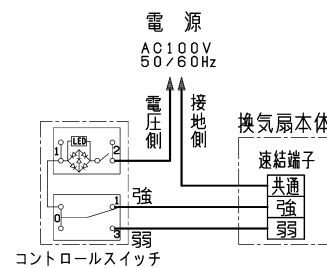 電 源
AC100V
50/60Hz
電圧側
接地側
換気扇本体
速結端子
LED
1
2
共通
強
弱
0
1
3
強
弱
コントロールスイッチ